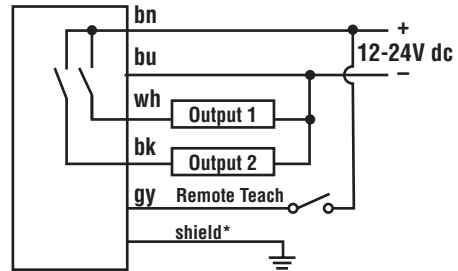 bn
+
12-24V dc
bu
–
wh
Output 1
bk
Output 2
gy Remote Teach
shield*